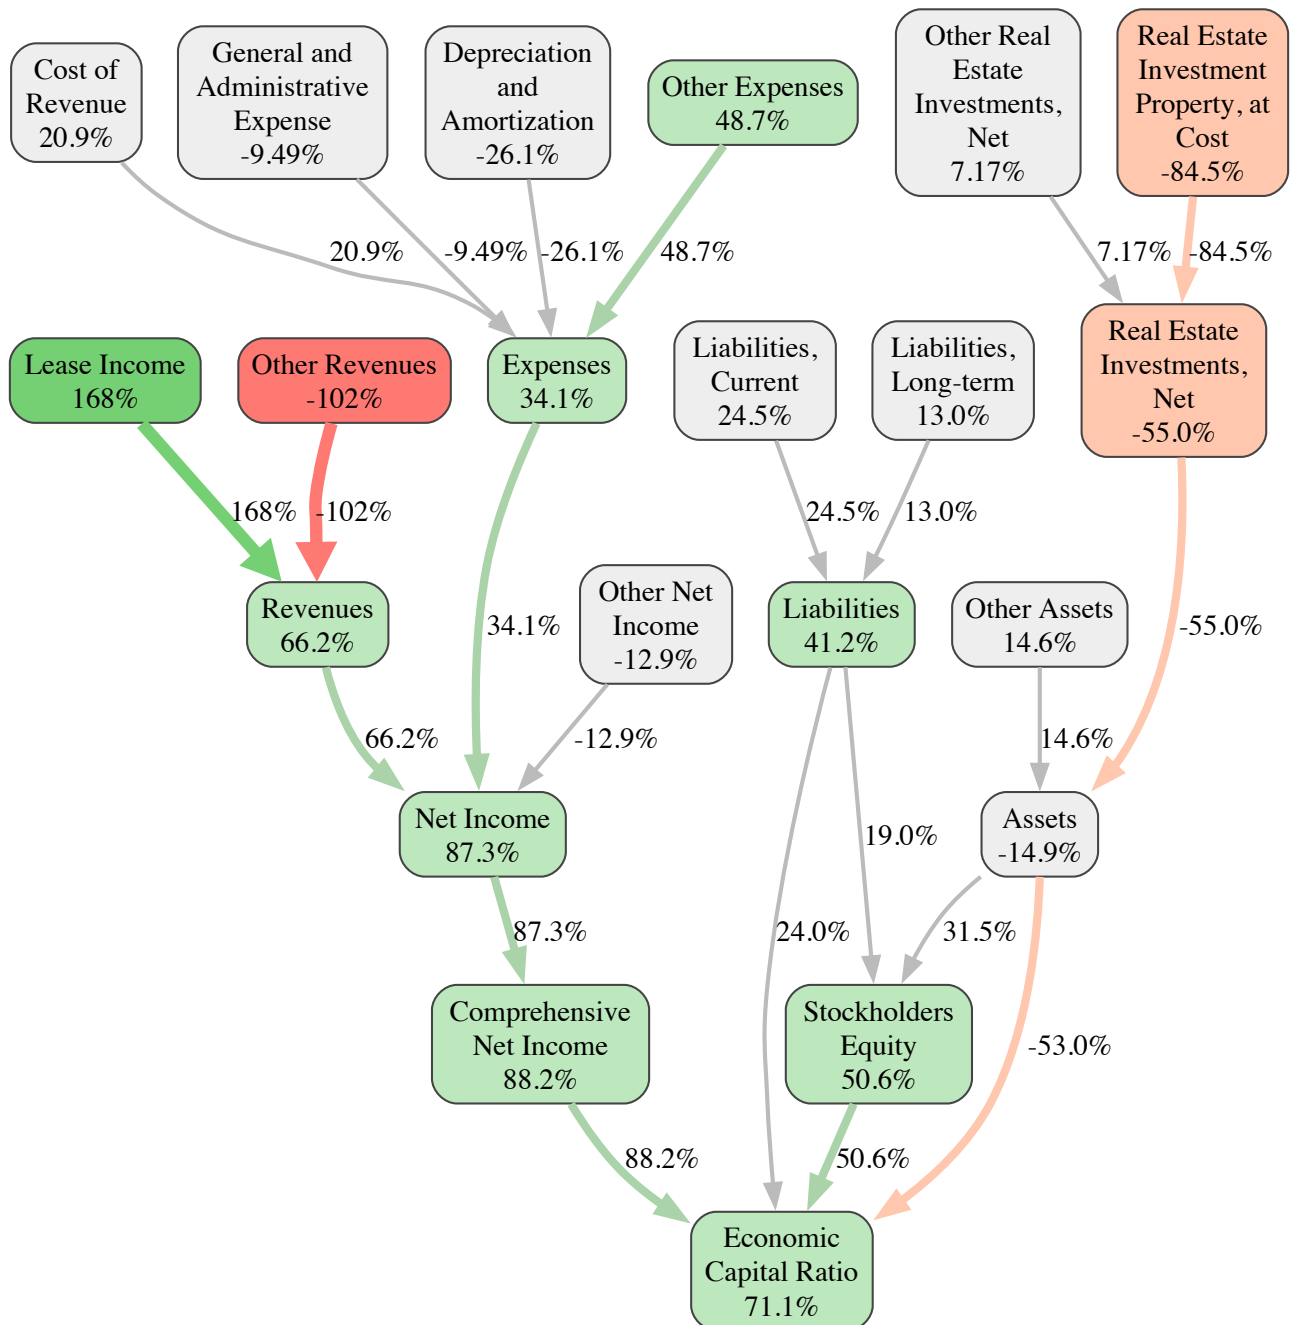 Cost of
Revenue
20.9%
General and
Administrative
Expense
-9.49%
Depreciation
and
Amortization
-26.1%
Other Expenses
48.7%
Other Real
Estate
Investments,
Net
7.17%
Real Estate
Investment
Property, at
Cost
-84.5%
20.9%
-9.49%
-26.1%
48.7%
7.17%
-84.5%
Lease Income
168%
Other Revenues
-102%
Expenses
34.1%
Liabilities,
Current
24.5%
Liabilities,
Long-term
13.0%
Real Estate
Investments,
Net
-55.0%
168%
-102%
24.5%
13.0%
Revenues
66.2%
34.1%
Other Net
Income
-12.9%
Liabilities
41.2%
Other Assets
14.6%
-55.0%
66.2%
-12.9%
14.6%
Net Income
87.3%
19.0%
Assets
-14.9%
87.3%
24.0%
31.5%
Comprehensive
Net Income
88.2%
Stockholders
Equity
50.6%
-53.0%
88.2%
50.6%
Economic
Capital Ratio
71.1%